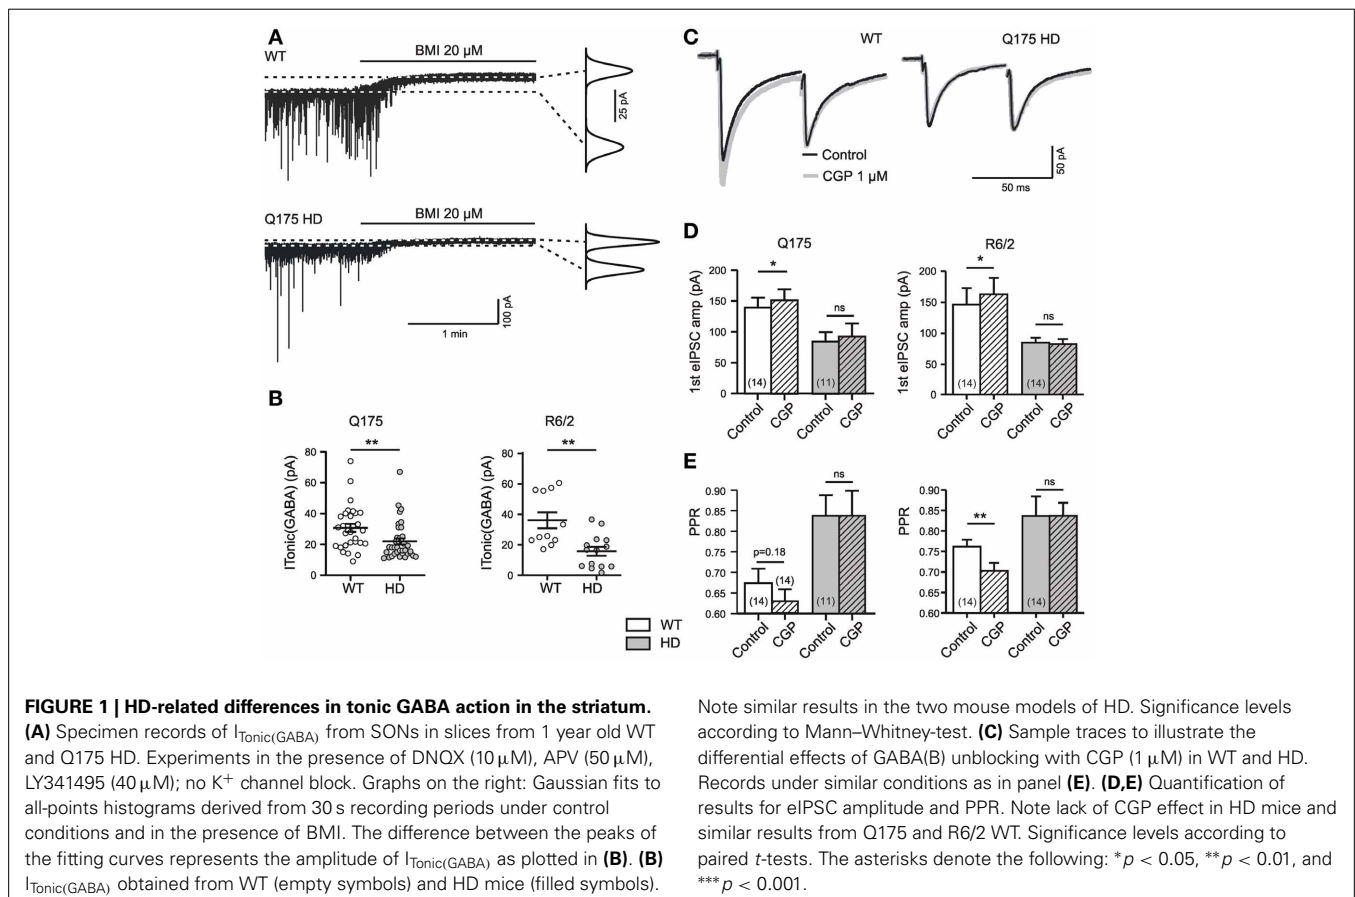 A
WT
BMI 20 µM
25 pA
Q175 HD
BMI 20 µM
100 pA
1 min
B
Q175
R6/2
**
**
ITonic(GABA) (pA)
80
60
40
20
0
WT
HD
ITonic(GABA) (pA)
80
60
40
20
0
WT
HD
C
WT
Q175 HD
Control
CGP 1 µM
50 pA
50 ms
D
Q175
R6/2
1st eIPSC amp (pA)
200
150
100
50
0
*
ns
(14)
(11)
Control
CGP
Control
CGP
1st eIPSC amp (pA)
200
150
100
50
0
*
ns
(14)
(14)
Control
CGP
Control
CGP
E
PPR
0.90
0.85
0.80
0.75
0.70
0.65
0.60
p=0.18
ns
(14)
(14)
(11)
Control
CGP
Control
CGP
PPR
0.90
0.85
0.80
0.75
0.70
0.65
0.60
**
ns
(14)
(14)
Control
CGP
Control
CGP
WT
HD
FIGURE 1 | HD-related differences in tonic GABA action in the striatum.
(A) Specimen records of ITonic(GABA) from SONs in slices from 1 year old WT
and Q175 HD. Experiments in the presence of DNQX (10 µM), APV (50 µM),
LY341495 (40 µM); no K+ channel block. Graphs on the right: Gaussian fits to
all-points histograms derived from 30 s recording periods under control
conditions and in the presence of BMI. The difference between the peaks of
the fitting curves represents the amplitude of ITonic(GABA) as plotted in (B). (B)
ITonic(GABA) obtained from WT (empty symbols) and HD mice (filled symbols).
Note similar results in the two mouse models of HD. Significance levels
according to Mann–Whitney-test. (C) Sample traces to illustrate the
differential effects of GABA(B) unblocking with CGP (1 µM) in WT and HD.
Records under similar conditions as in panel (E). (D,E) Quantification of
results for eIPSC amplitude and PPR. Note lack of CGP effect in HD mice and
similar results from Q175 and R6/2 WT. Significance levels according to
paired t-tests. The asterisks denote the following: *p < 0.05, **p < 0.01, and
***p < 0.001.